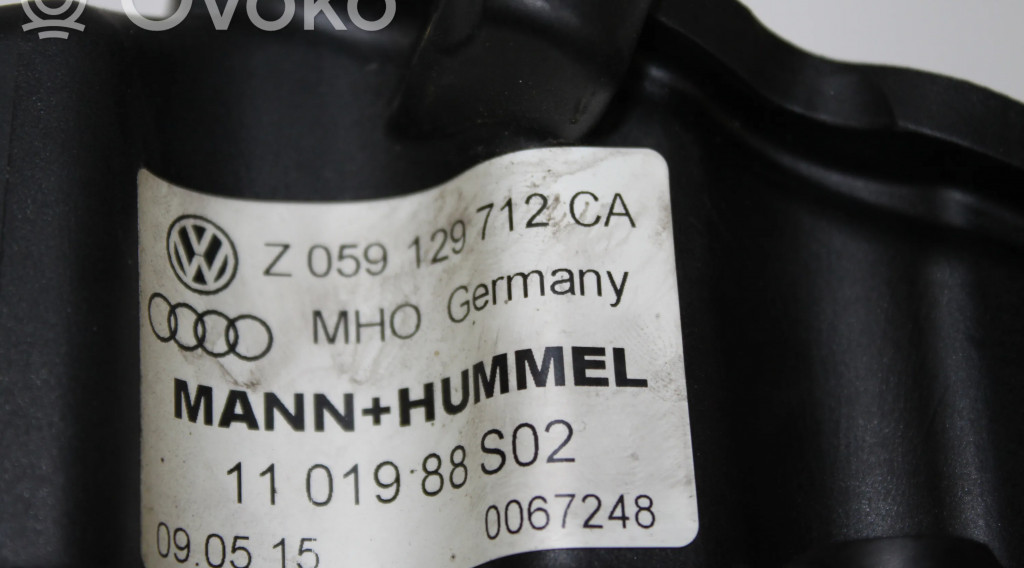 OVOKO
Z 059 129 712 CA
MHO Germany
MANN+HUMMEL
11 019 88 S02
09.05.15 0067248